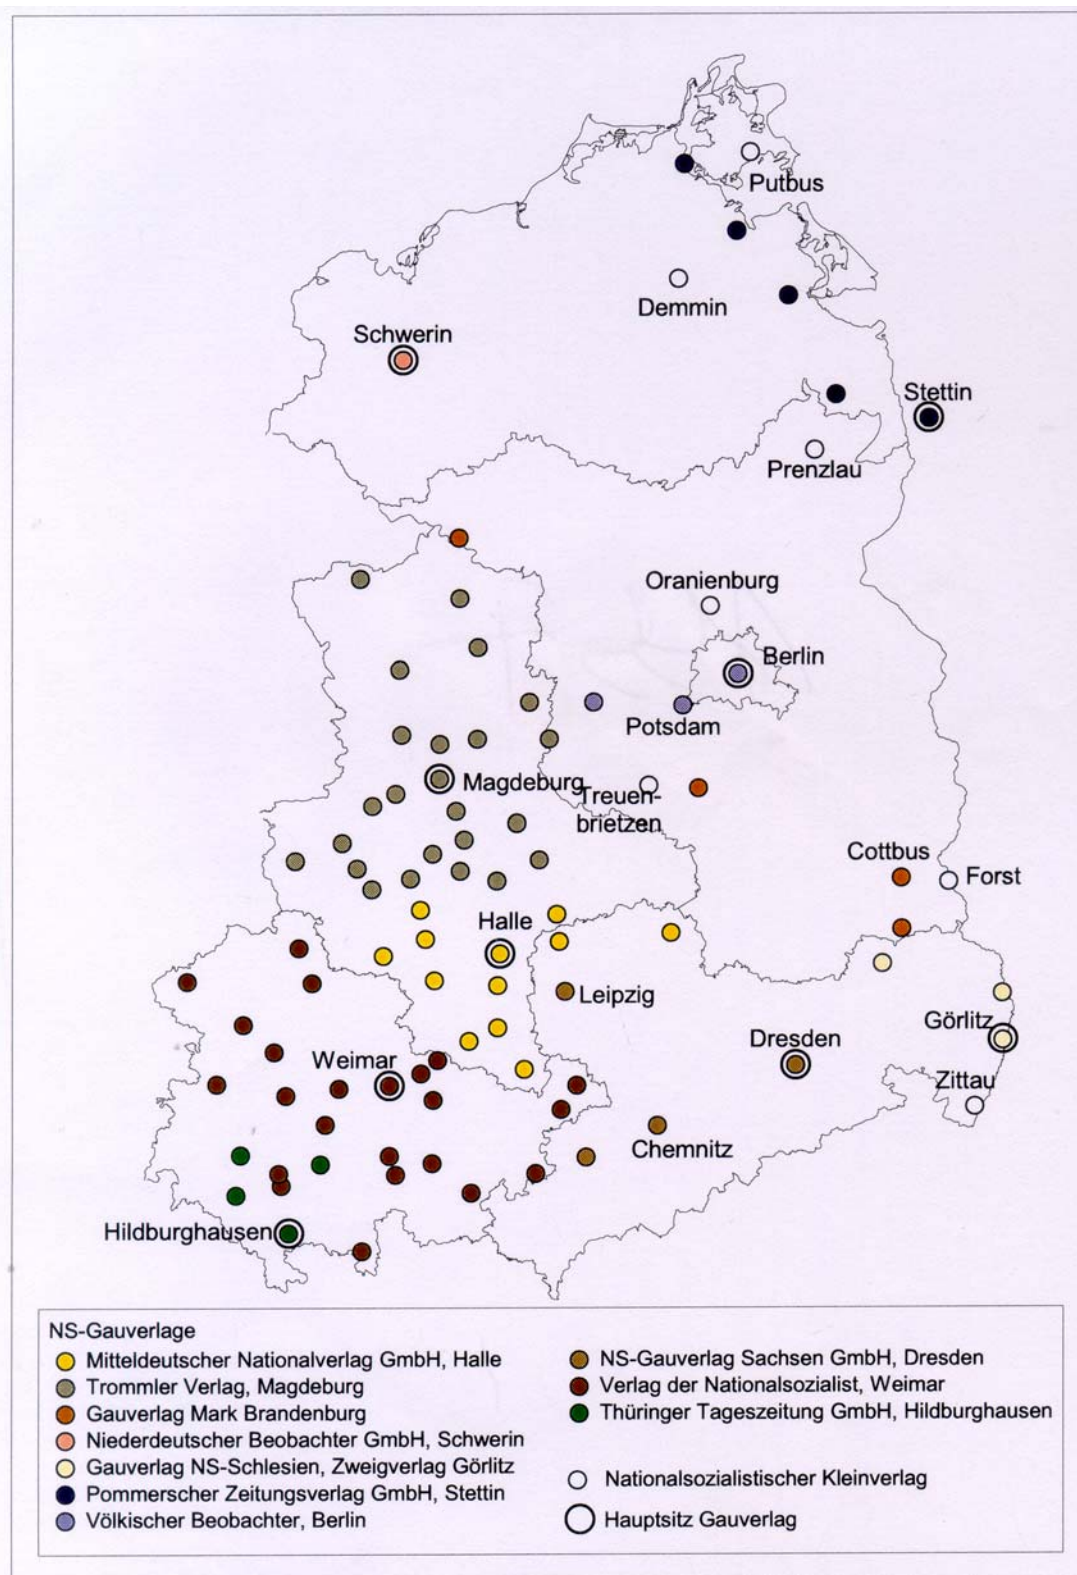 Putbus
Demmin
Schwerin
Stettin
Prenzlau
Oranienburg
Berlin
Potsdam
Magdeburg
Treuen-
brietzen
Cottbus
Forst
Halle
Leipzig
Görlitz
Dresden
Weimar
Zittau
Chemnitz
Hildburghausen
NS-Gauverlage
Mitteldeutscher Nationalverlag GmbH, Halle
Trommler Verlag, Magdeburg
Gauverlag Mark Brandenburg
Niederdeutscher Beobachter GmbH, Schwerin
Gauverlag NS-Schlesien, Zweigverlag Görlitz
Pommerscher Zeitungsverlag GmbH, Stettin
Völkischer Beobachter, Berlin
NS-Gauverlag Sachsen GmbH, Dresden
Verlag der Nationalsozialist, Weimar
Thüringer Tageszeitung GmbH, Hildburghausen
Nationalsozialistischer Kleinverlag
Hauptsitz Gauverlag